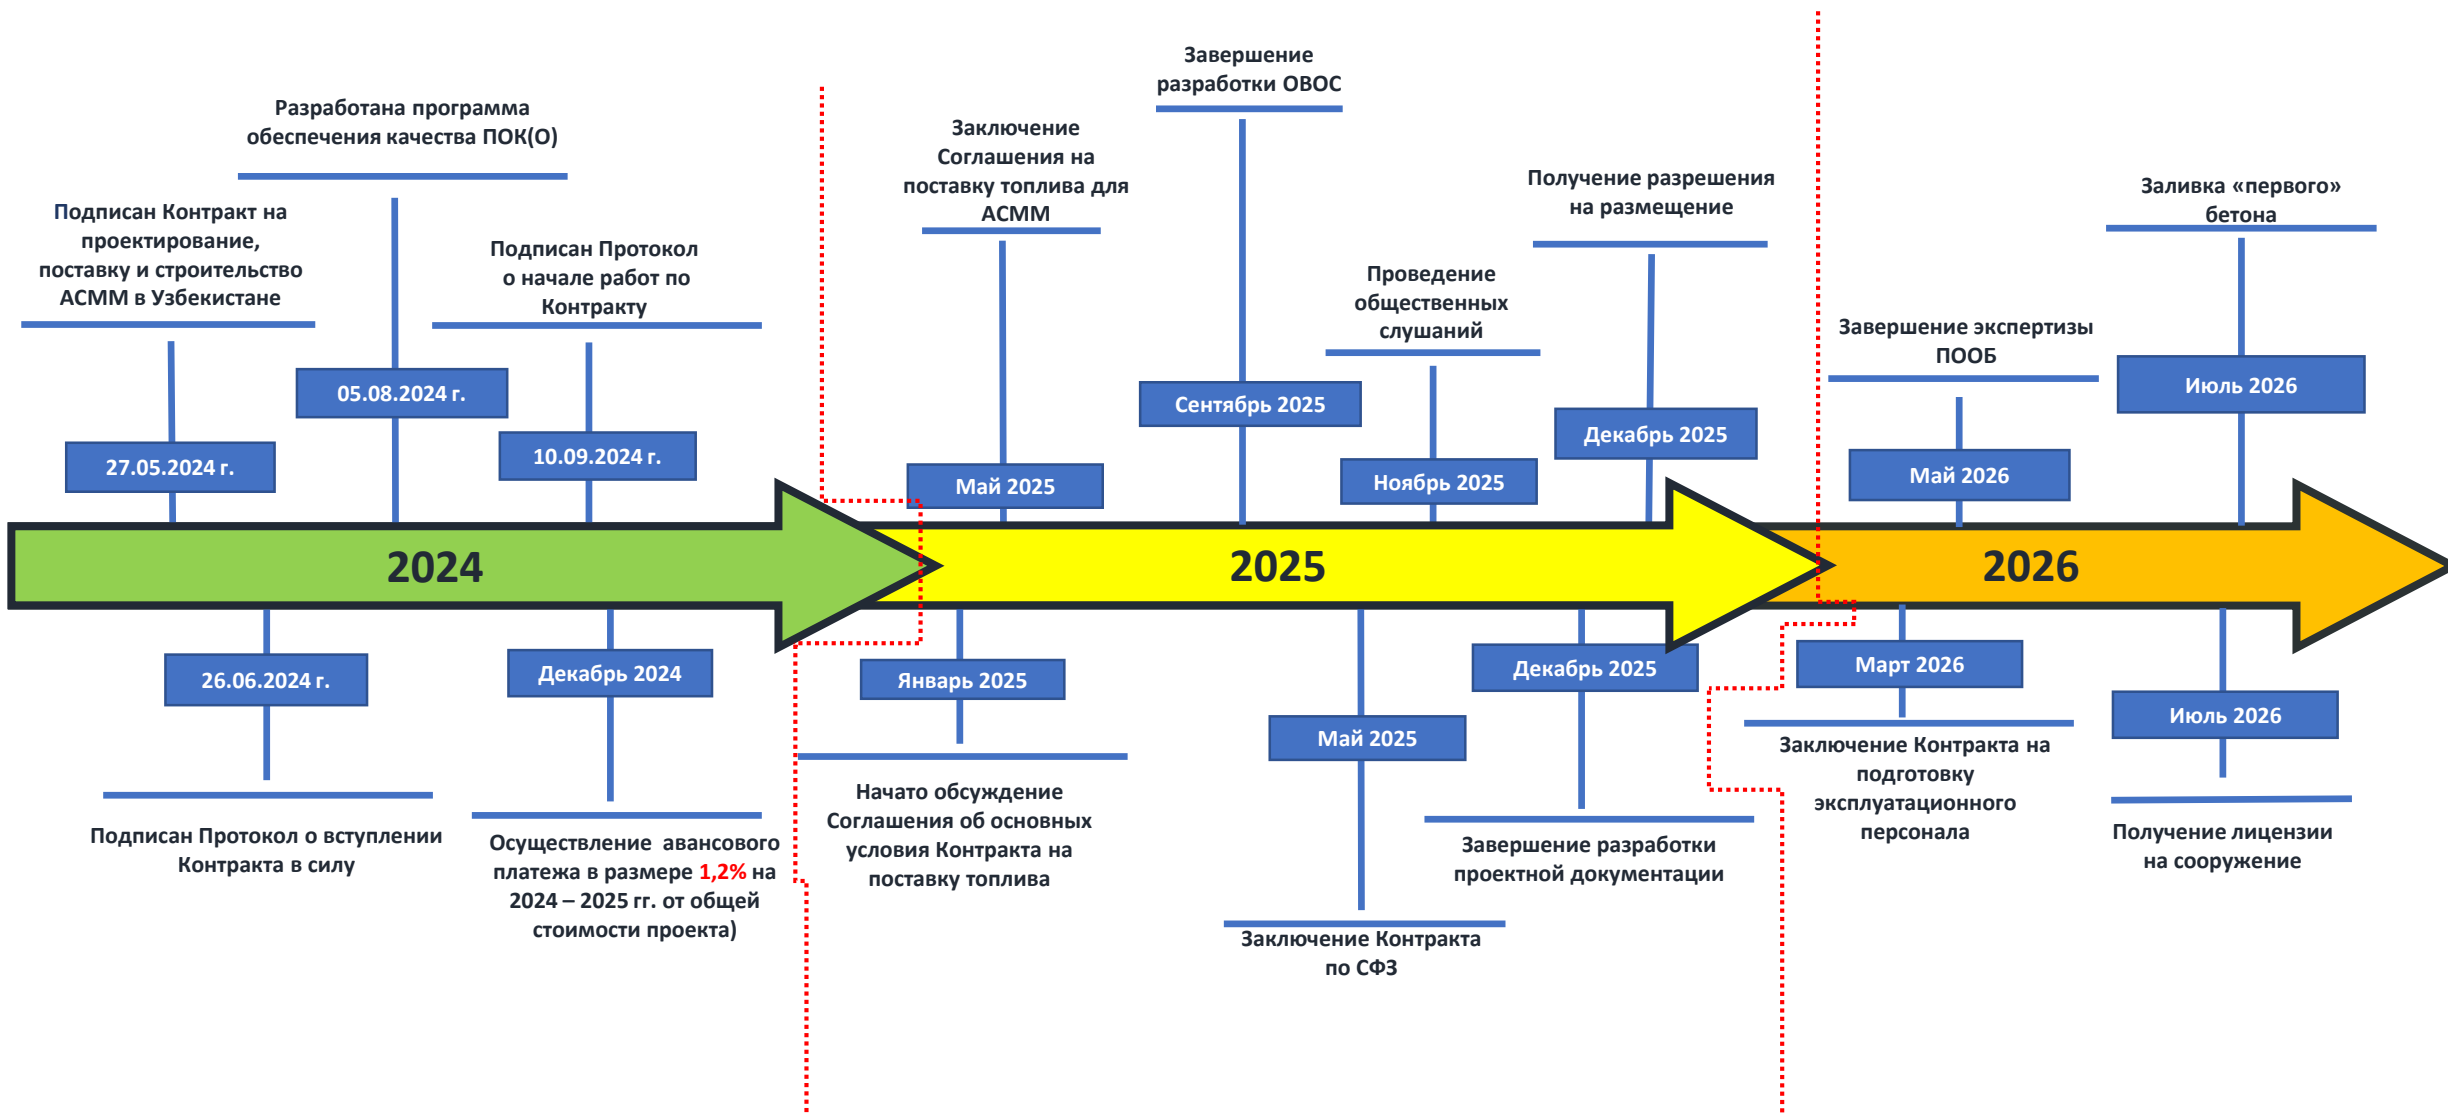 Подписан Контракт на
проектирование,
поставку и строительство
АСММ в Узбекистане
27.05.2024 г.
Разработана программа
обеспечения качества ПОК(О)
05.08.2024 г.
Подписан Протокол
о начале работ по
Контракту
10.09.2024 г.
Заключение
Соглашения на
поставку топлива для
АСММ
Май 2025
Завершение
разработки ОВОС
Сентябрь 2025
Проведение
общественных
слушаний
Ноябрь 2025
Получение разрешения
на размещение
Декабрь 2025
Завершение экспертизы
ПООБ
Май 2026
Заливка «первого»
бетона
Июль 2026
2024
2025
2026
26.06.2024 г.
Подписан Протокол о вступлении
Контракта в силу
Декабрь 2024
Осуществление авансового
платежа в размере 1,2% на
2024 – 2025 гг. от общей
стоимости проекта)
Январь 2025
Начато обсуждение
Соглашения об основных
условия Контракта на
поставку топлива
Май 2025
Заключение Контракта
по СФЗ
Декабрь 2025
Завершение разработки
проектной документации
Март 2026
Заключение Контракта на
подготовку
эксплуатационного
персонала
Июль 2026
Получение лицензии
на сооружение